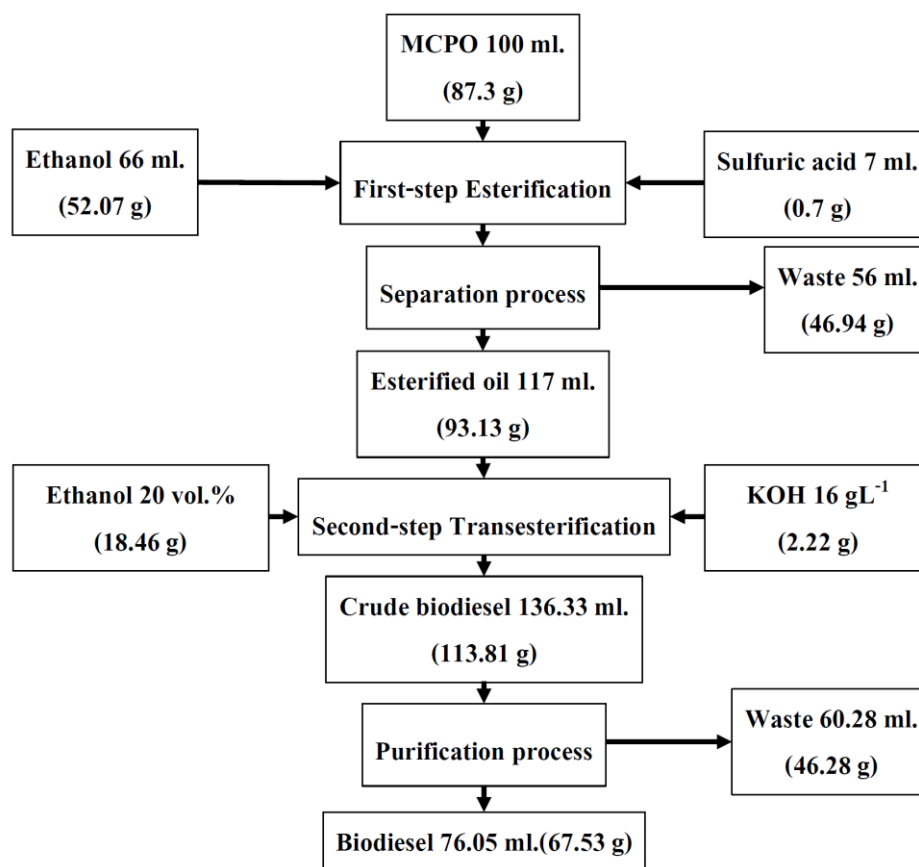 MCPO 100 ml.
(87.3 g)
Ethanol 66 ml.
(52.07 g)
First-step Esterification
Sulfuric acid 7 ml.
(0.7 g)
Separation process
Waste 56 ml.
(46.94 g)
Esterified oil 117 ml.
(93.13 g)
Ethanol 20 vol.%
(18.46 g)
Second-step Transesterification
KOH 16 gL⁻¹
(2.22 g)
Crude biodiesel 136.33 ml.
(113.81 g)
Purification process
Waste 60.28 ml.
(46.28 g)
Biodiesel 76.05 ml.(67.53 g)